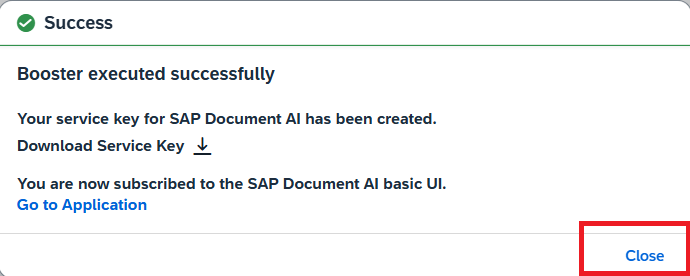 Success
Booster executed successfully
Your service key for SAP Document AI has been created.
Download Service Key
You are now subscribed to the SAP Document AI basic UI.
Go to Application
Close